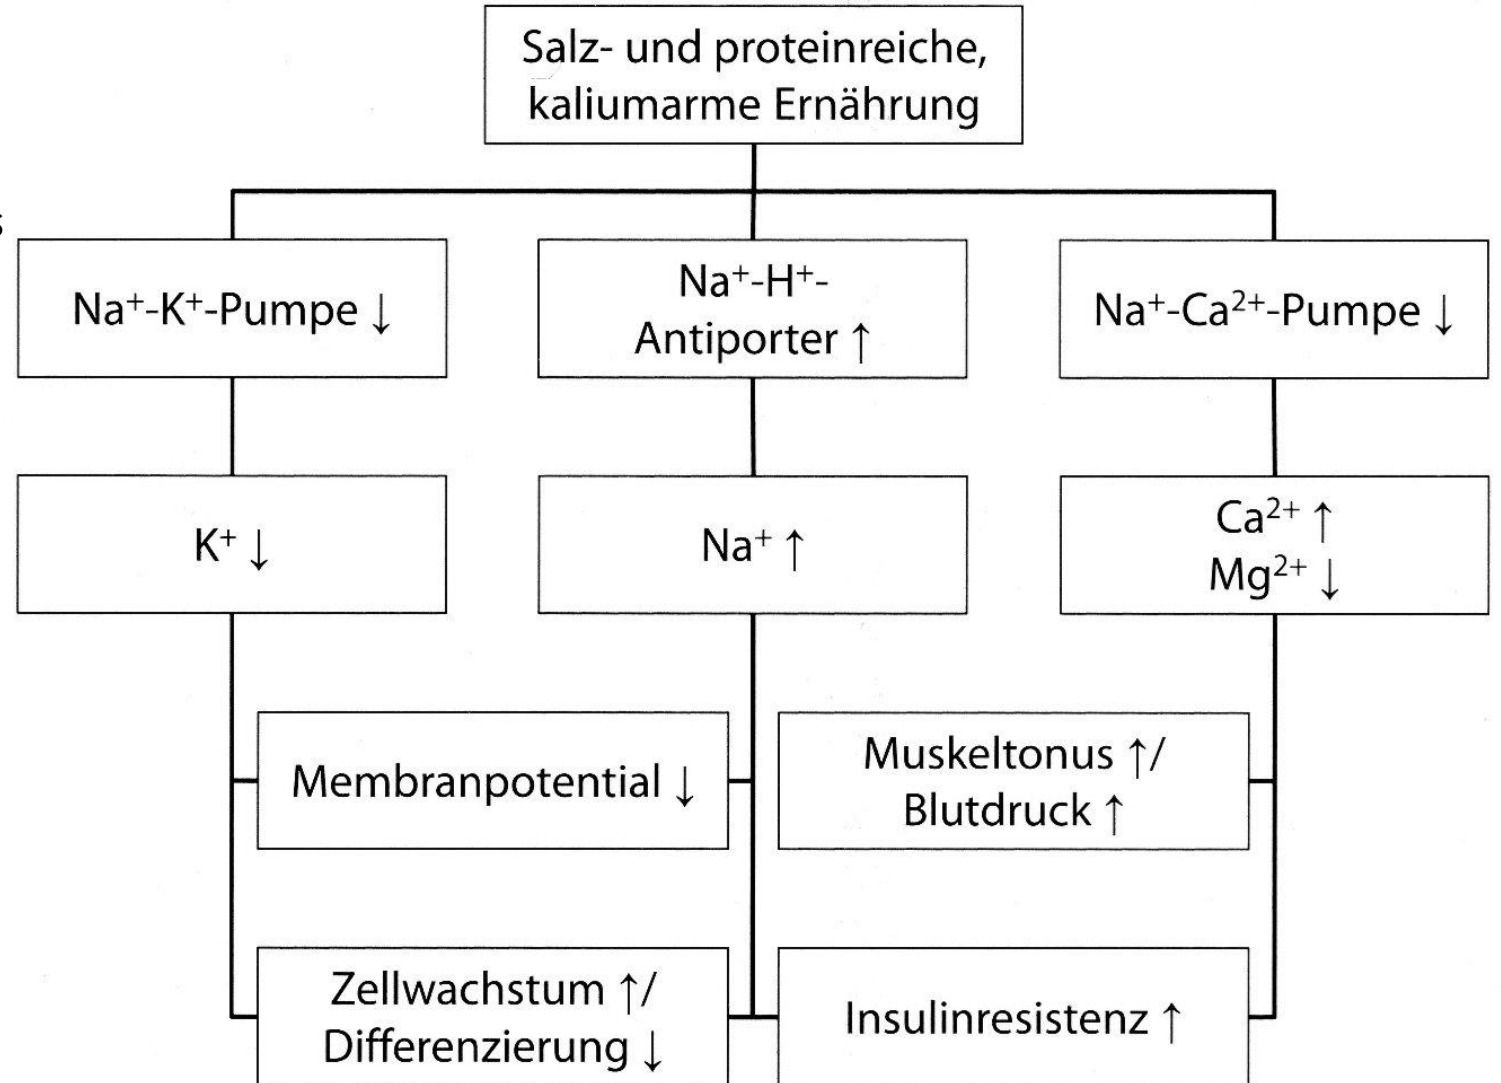 Salz- und proteinreiche,
kaliumarme Ernährung
Na⁺-K⁺-Pumpe ↓
Na⁺-H⁺-
Antiporter ↑
Na⁺-Ca²⁺-Pumpe ↓
K⁺ ↓
Na⁺ ↑
Ca²⁺ ↑
Mg²⁺ ↓
Membranpotential ↓
Muskeltonus ↑/
Blutdruck ↑
Zellwachstum ↑/
Differenzierung ↓
Insulinresistenz ↑